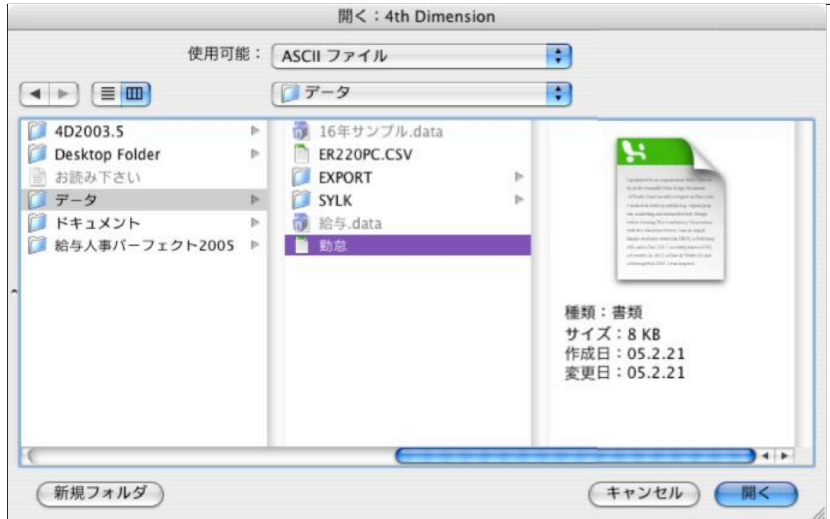 開く：4th Dimension
使用可能：
ASCII ファイル
データ
4D2003.5
Desktop Folder
お読み下さい
データ
ドキュメント
給与人事パーフェクト2005
16年サンプル.data
ER220PC.CSV
EXPORT
SYLK
給与.data
勤怠
種類：書類
サイズ：8 KB
作成日：05.2.21
変更日：05.2.21
新規フォルダ
キャンセル
開く